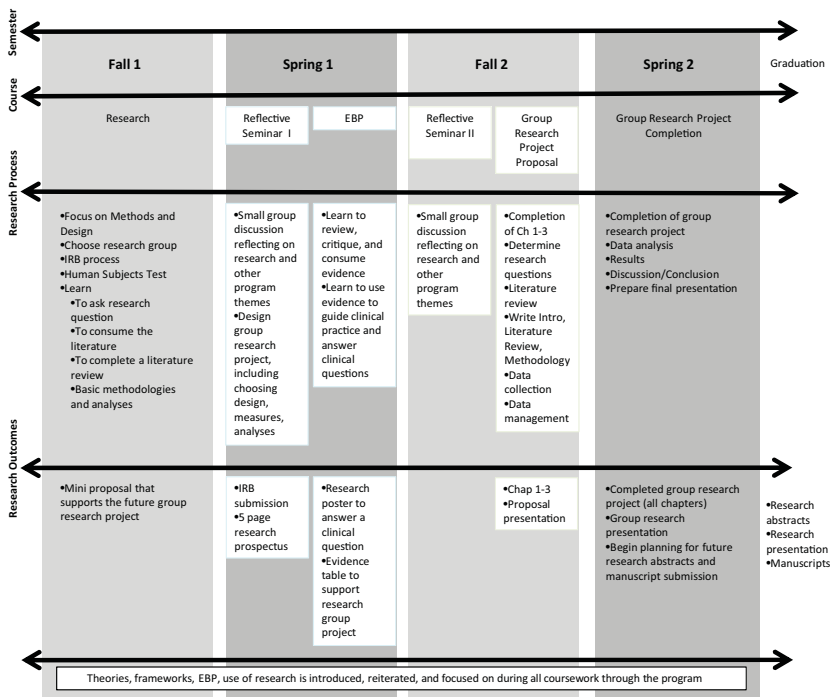 Semester
Fall 1
Spring 1
Fall 2
Spring 2
Graduation
Course
Research
Reflective
Seminar I
EBP
Reflective
Seminar II
Group
Research
Project
Proposal
Group Research Project
Completion
Research Process
•Focus on Methods and
Design
•Choose research group
•IRB process
•Human Subjects Test
•Learn
•To ask research
question
•To consume the
literature
•To complete a literature
review
•Basic methodologies
and analyses
•Small group
discussion
reflecting on
research and
other
program
themes
•Design
group
research
project,
including
choosing
design,
measures,
analyses
•Learn to
review,
critique, and
consume
evidence
•Learn to use
evidence to
guide clinical
practice and
answer
clinical
questions
•Small group
discussion
reflecting on
research and
other
program
themes
•Completion
of Ch 1-3
•Determine
research
questions
•Literature
review
•Write Intro,
Literature
Review,
Methodology
•Data
collection
•Data
management
•Completion of group
research project
•Data analysis
•Results
•Discussion/Conclusion
•Prepare final presentation
Research Outcomes
•Mini proposal that
supports the future group
research project
•IRB
submission
•5 page
research
prospectus
•Research
poster to
answer a
clinical
question
•Evidence
table to
support
research
group
project
•Chap 1-3
•Proposal
presentation
•Completed group research
project (all chapters)
•Group research
presentation
•Begin planning for future
research abstracts and
manuscript submission
•Research
abstracts
•Research
presentation
•Manuscripts
Theories, frameworks, EBP, use of research is introduced, reiterated, and focused on during all coursework through the program